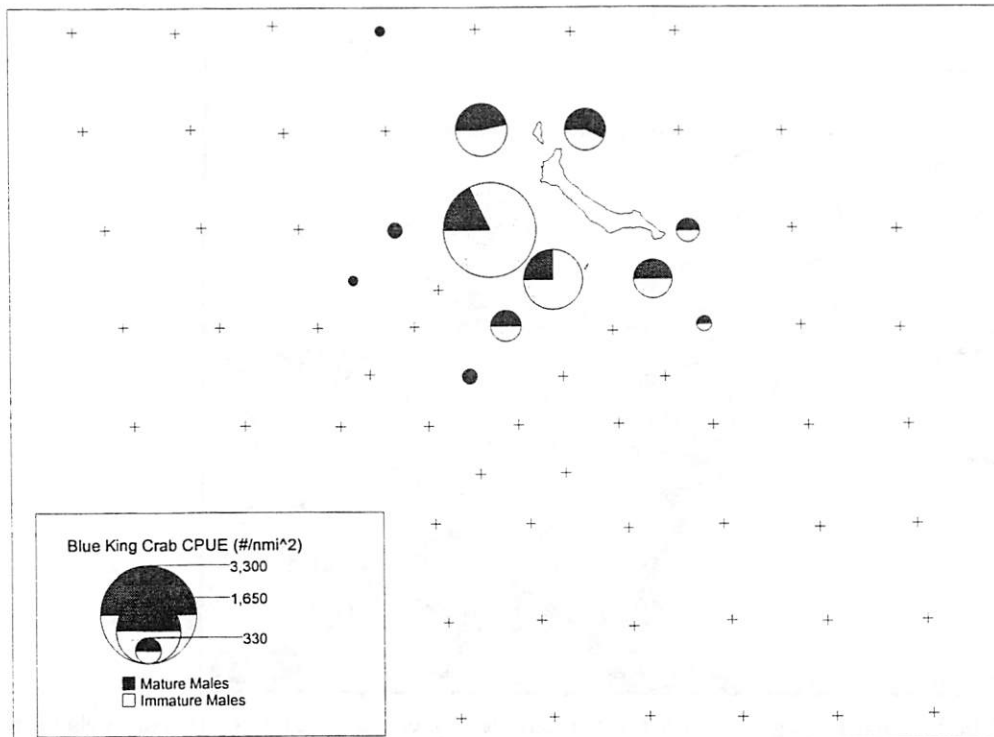 Blue King Crab CPUE (#/nmi^2)
3,300
1,650
330
Mature Males
Immature Males